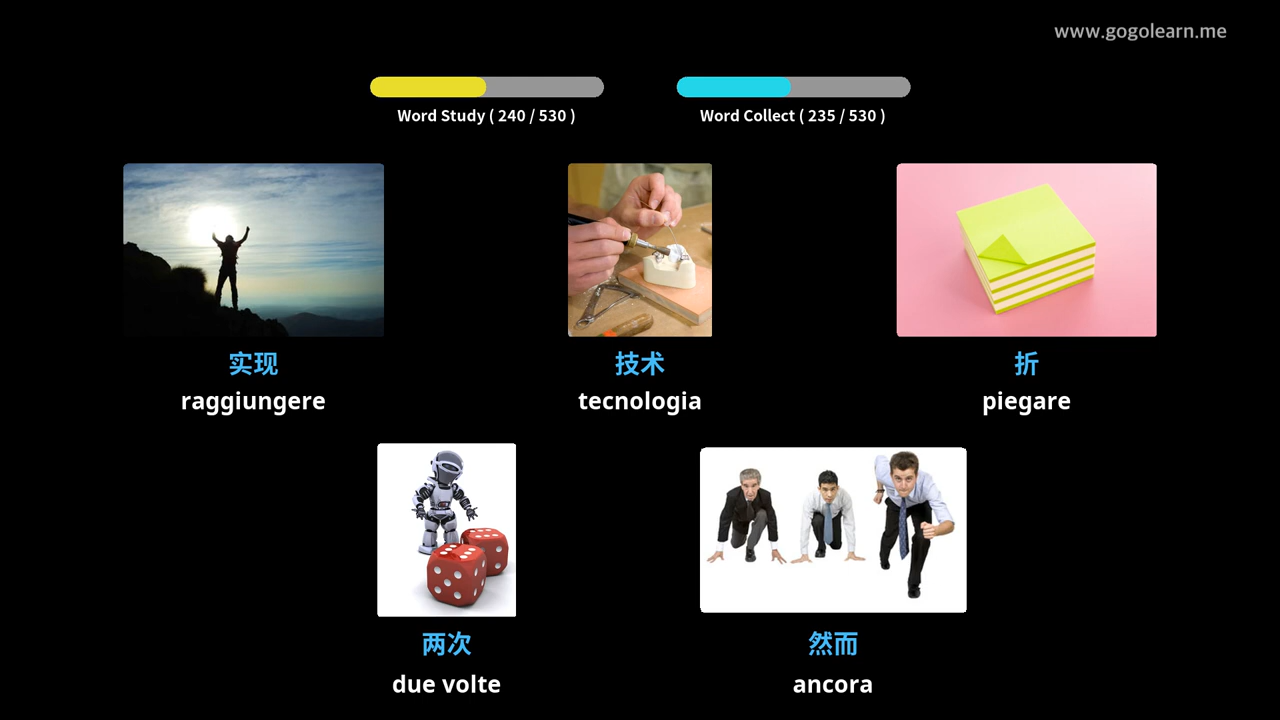 www.gogolearn.me
Word Study ( 240 / 530 )
Word Collect ( 235 / 530 )
实现
raggiungere
技术
tecnologia
折
piegare
两次
due volte
然而
ancora